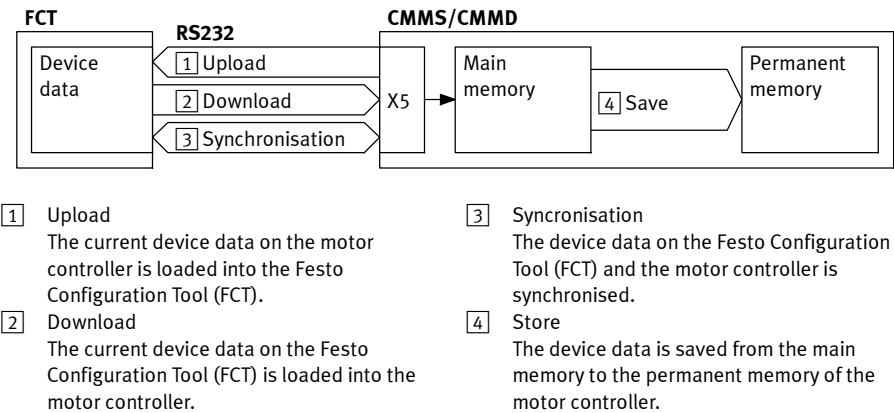 FCT
RS232
CMMS/CMMD
Device
data
1 Upload
2 Download
3 Synchronisation
X5
Main
memory
4 Save
Permanent
memory
1 Upload
The current device data on the motor
controller is loaded into the Festo
Configuration Tool (FCT).
2 Download
The current device data on the Festo
Configuration Tool (FCT) is loaded into the
motor controller.
3 Syncronisation
The device data on the Festo Configuration
Tool (FCT) and the motor controller is
synchronised.
4 Store
The device data is saved from the main
memory to the permanent memory of the
motor controller.